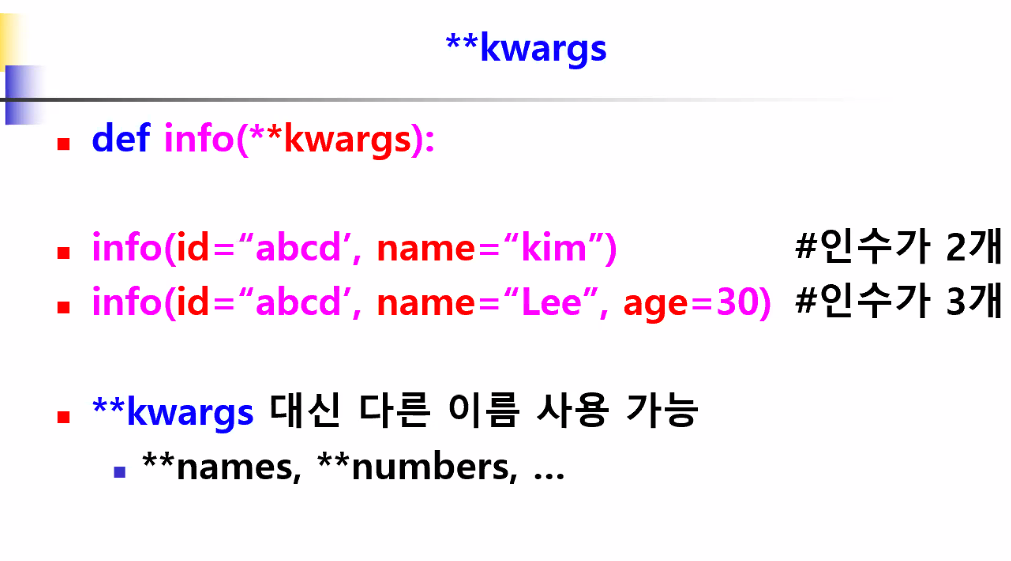 **kwargs
def info(**kwargs):
info(id=“abcd’, name=“kim”) #인수가 2개
info(id=“abcd’, name=“Lee”, age=30) #인수가 3개
**kwargs 대신 다른 이름 사용 가능
**names, **numbers, ...